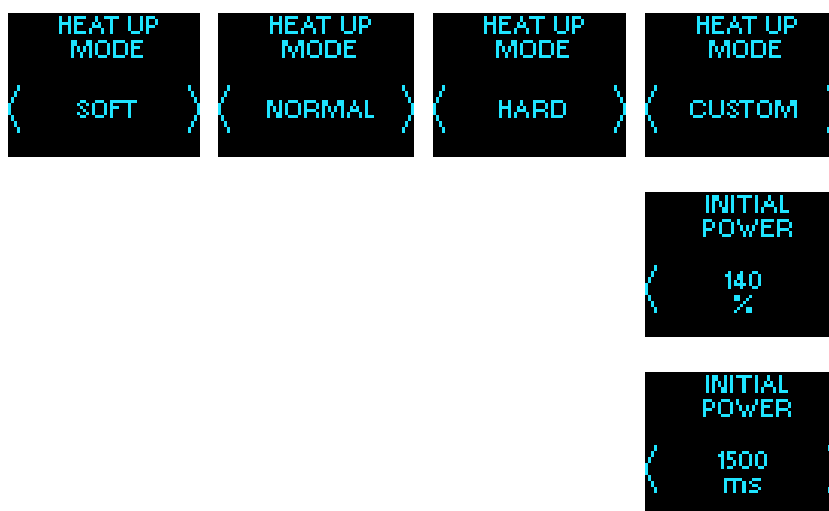 HEAT UP
MODE
SOFT
HEAT UP
MODE
NORMAL
HEAT UP
MODE
HARD
HEAT UP
MODE
CUSTOM
INITIAL
POWER
140
%
INITIAL
POWER
1500
ms